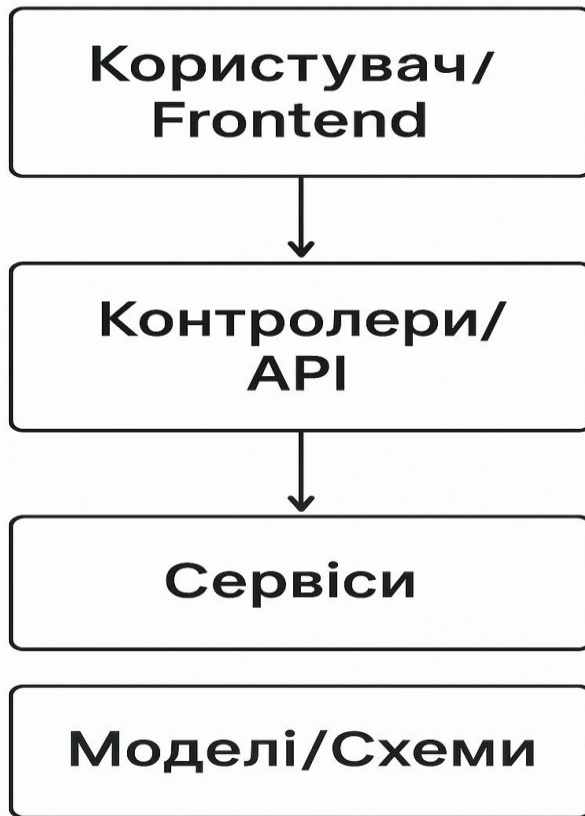 Користувач/
Frontend
Контролери/
API
Сервіси
Моделі/Схеми